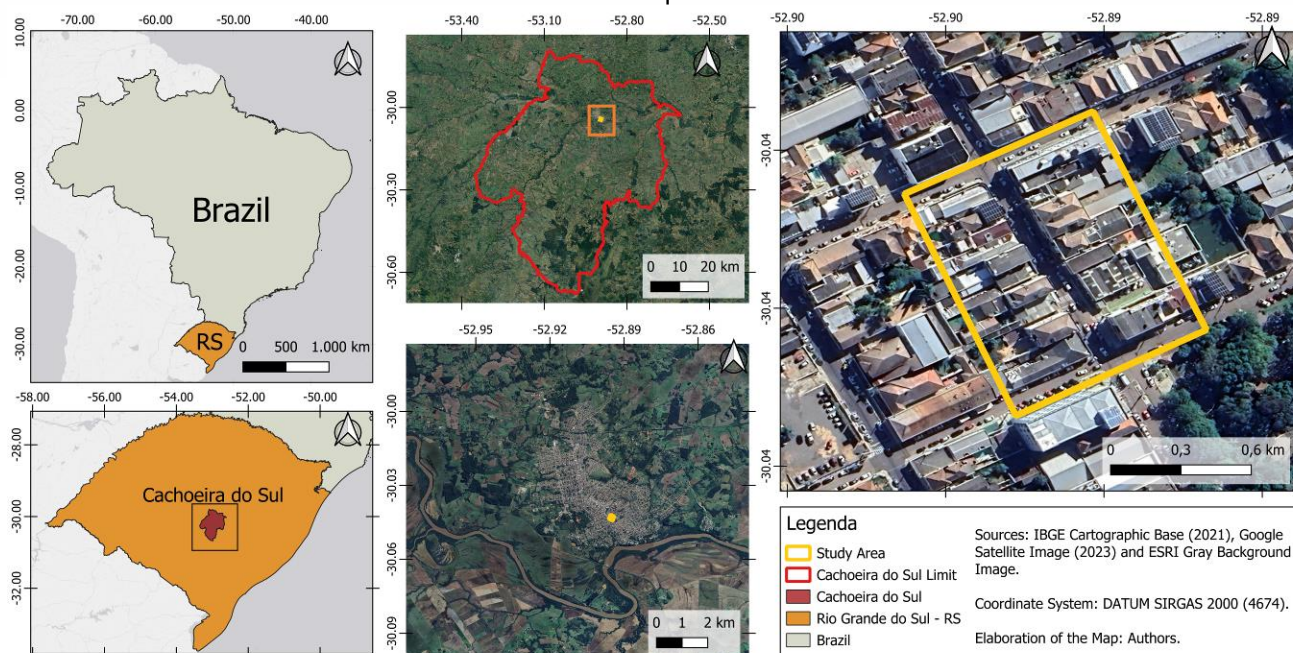 -70.00 -60.00 -50.00 -40.00
10.00
0.00
-10.00
-20.00
-30.00
Brazil
RS
0 500 1.000 km
-58.00 -56.00 -54.00 -52.00 -50.00
-28.00
-30.00
-32.00
Cachoeira do Sul
-53.40 -53.10 -52.80 -52.50
-30.00
-30.30
-30.60
0 10 20 km
-52.95 -52.92 -52.89 -52.86
-30.00
-30.03
-30.06
-30.09
0 1 2 km
-52.90 -52.90 -52.89 -52.89
-30.04
-30.04
-30.04
0 0,3 0,6 km
Legenda
Study Area
Cachoeira do Sul Limit
Cachoeira do Sul
Rio Grande do Sul - RS
Brazil
Sources: IBGE Cartographic Base (2021), Google
Satellite Image (2023) and ESRI Gray Background
Image.
Coordinate System: DATUM SIRGAS 2000 (4674).
Elaboration of the Map: Authors.